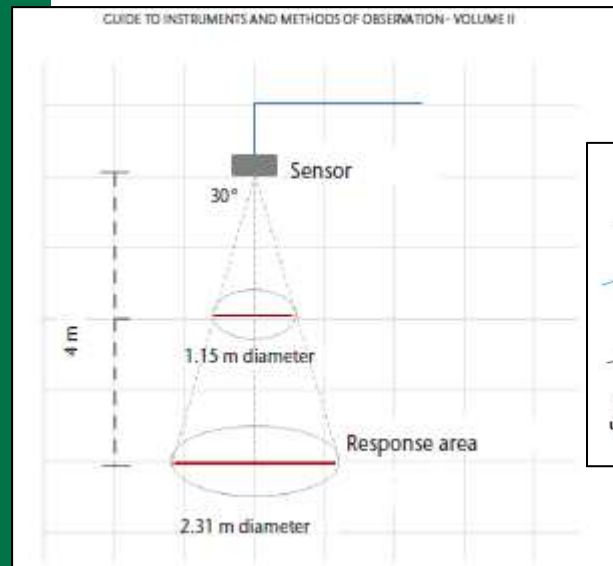 GUIDE TO INSTRUMENTS AND METHODS OF OBSERVATION - VOLUME II
Sensor
30°
4 m
1.15 m diameter
Response area
2.31 m diameter